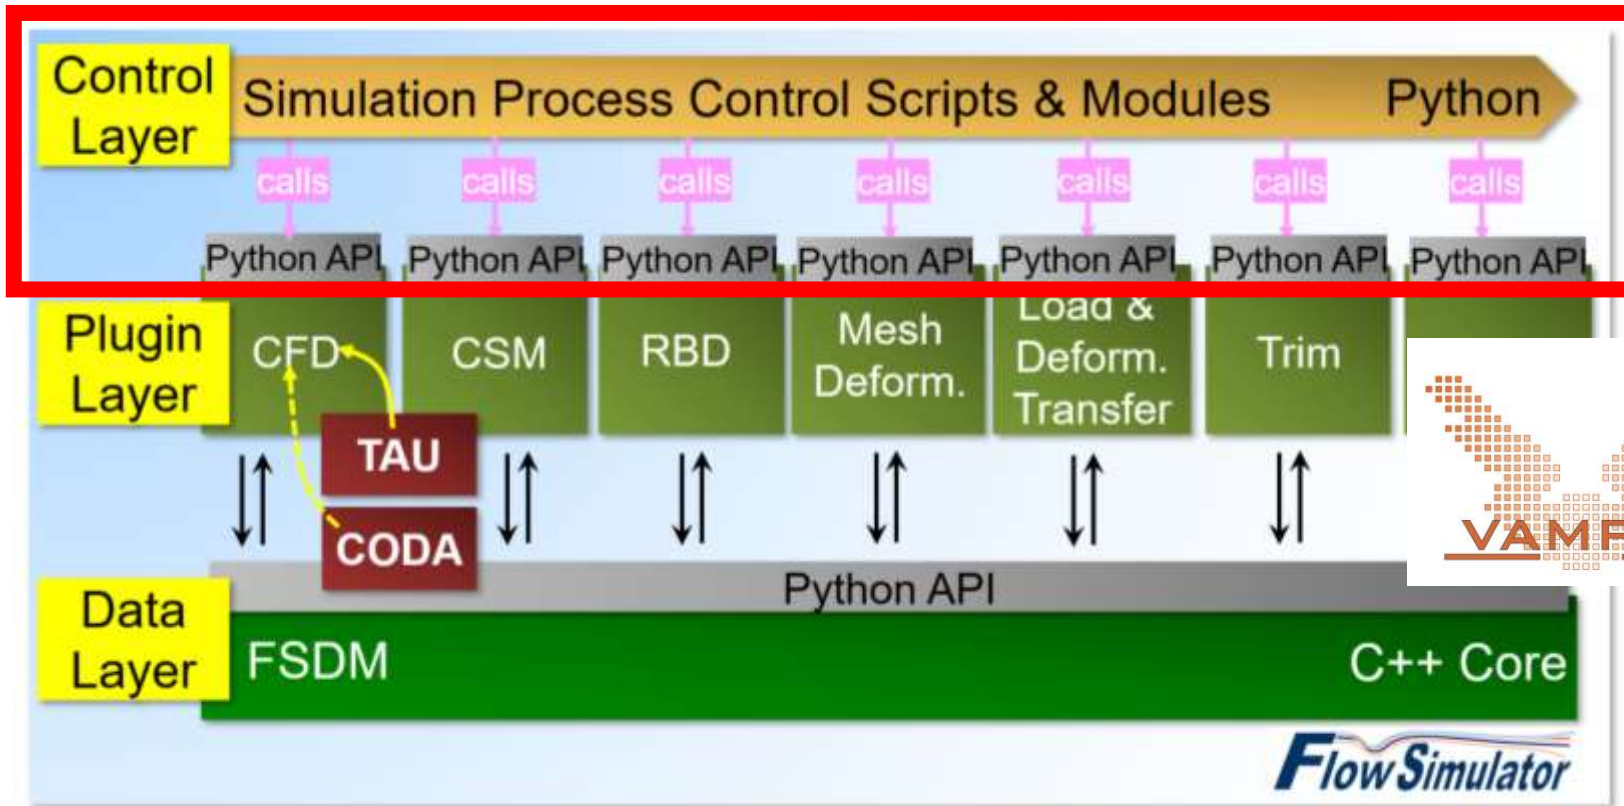 Control
Layer
Simulation Process Control Scripts & Modules Python
calls calls calls calls calls calls calls
Python API Python API Python API Python API Python API Python API Python API
Plugin
Layer
CFD
CSM
RBD
Mesh
Deform.
Load &
Deform.
Transfer
Trim
TAU
CODA
VAMP
Python API
Data
Layer
FSDM
C++ Core
FlowSimulator